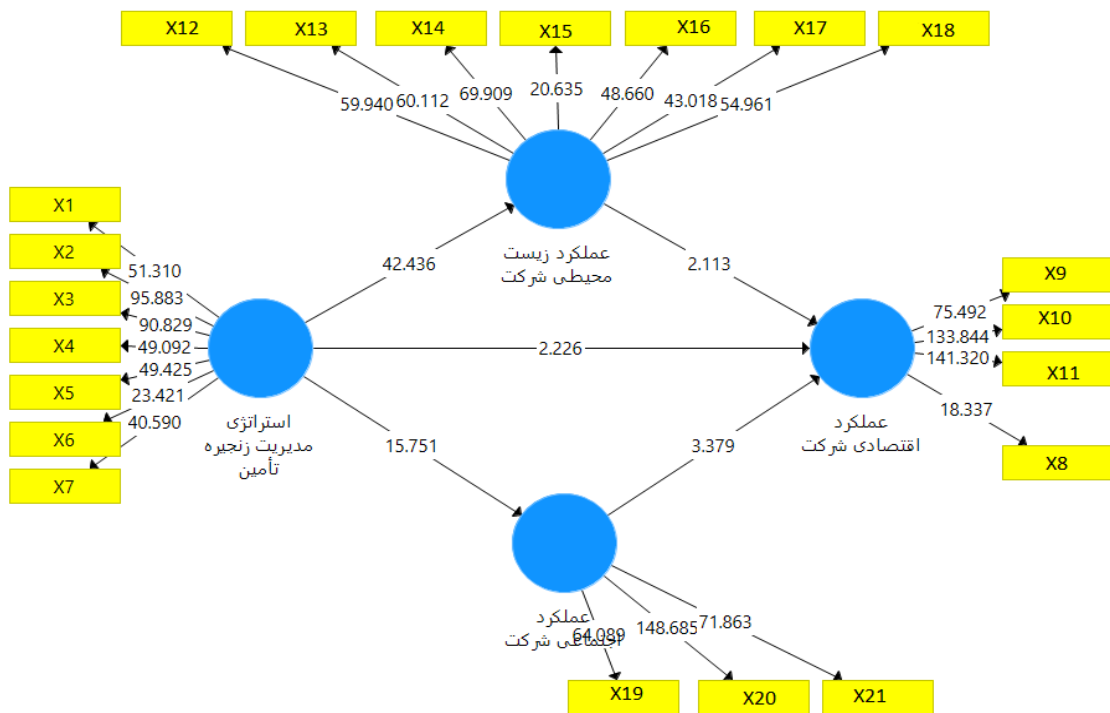 X12
X13
X14
X15
X16
X17
X18
59.940
60.112
69.909
20.635
48.660
43.018
54.961
X1
X2
X3
X4
X5
X6
X7
51.310
95.883
90.829
49.092
49.425
23.421
40.590
استراتژی
مدیریت زنجیره
تأمین
42.436
عملکرد زیست
محیطی شرکت
2.113
2.226
15.751
3.379
عملکرد
اقتصادی شرکت
75.492
133.844
141.320
18.337
X9
X10
X11
X8
عملکرد
اجتماعی شرکت
64.089
148.685
71.863
X19
X20
X21